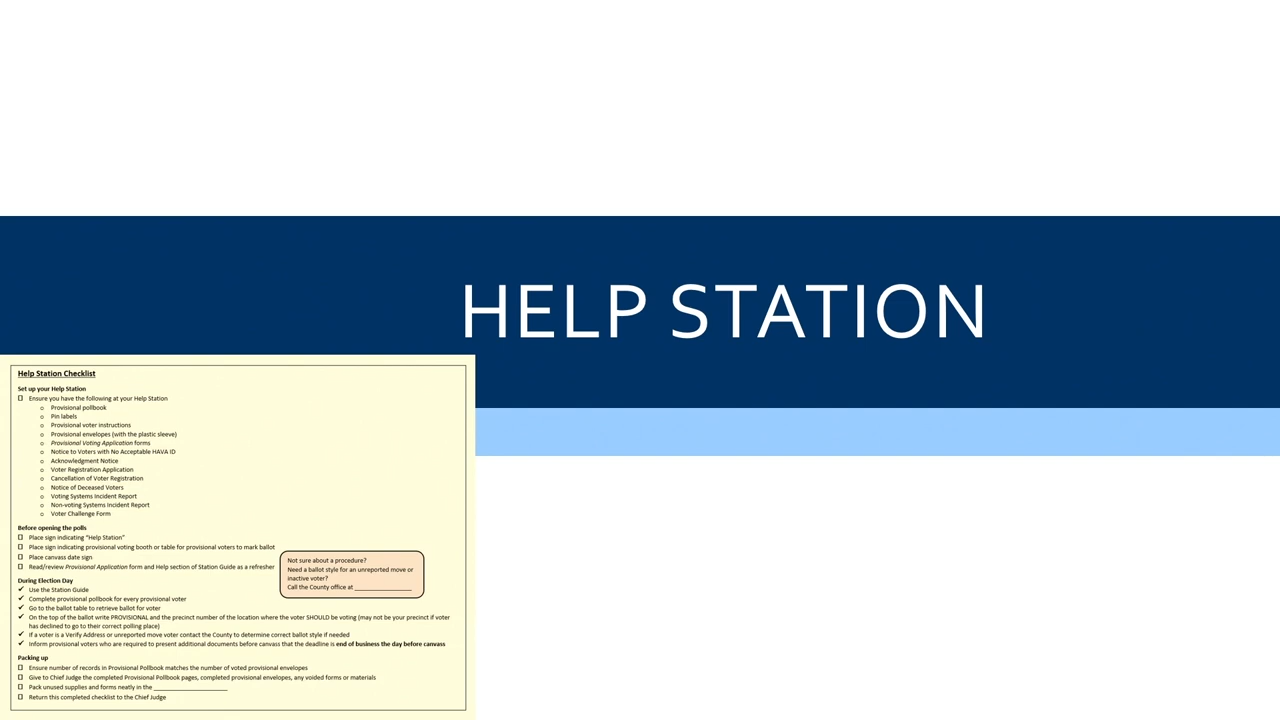 HELP STATION
Help Station Checklist
Set up your Help Station
Ensure you have the following at your Help Station
o Provisional pollbook
o Pin labels
o Provisional voter instructions
o Provisional envelopes (with the plastic sleeve)
o Provisional Voting Application forms
o Notice to Voters with No Acceptable HAVA ID
o Acknowledgment Notice
o Voter Registration Application
o Cancellation of Voter Registration
o Notice of Deceased Voters
o Voting Systems Incident Report
o Non-voting Systems Incident Report
o Voter Challenge Form
Before opening the polls
Place sign indicating “Help Station”
Place sign indicating provisional voting booth or table for provisional voters to mark ballot
Place canvass date sign
Read/review Provisional Application form and Help section of Station Guide as a refresher
Not sure about a procedure?
Need a ballot style for an unreported move or
inactive voter?
Call the County office at ________________
During Election Day
✓ Use the Station Guide
✓ Complete provisional pollbook for every provisional voter
✓ Go to the ballot table to retrieve ballot for voter
✓ On the top of the ballot write PROVISIONAL and the precinct number of the location where the voter SHOULD be voting (may not be your precinct if voter
has declined to go to their correct polling place)
✓ If a voter is a Verify Address or unreported move voter contact the County to determine correct ballot style if needed
✓ Inform provisional voters who are required to present additional documents before canvass that the deadline is end of business the day before canvass
Packing up
Ensure number of records in Provisional Pollbook matches the number of voted provisional envelopes
Give to Chief Judge the completed Provisional Pollbook pages, completed provisional envelopes, any voided forms or materials
Pack unused supplies and forms neatly in the ____________________
Return this completed checklist to the Chief Judge